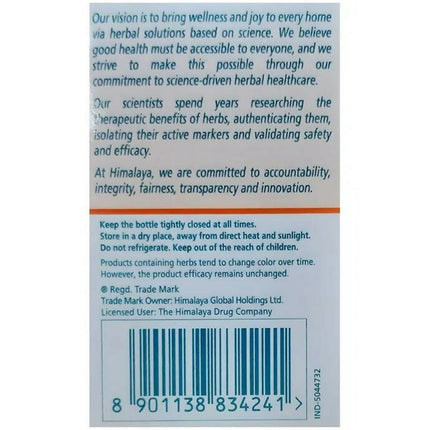 Our vision is to bring wellness and joy to every home
via herbal solutions based on science. We believe
good health must be accessible to everyone, and we
strive to make this possible through our
commitment to science-driven herbal healthcare.
Our scientists spend years researching the
therapeutic benefits of herbs, authenticating them,
isolating their active markers and validating safety
and efficacy.
At Himalaya, we are committed to accountability,
integrity, fairness, transparency and innovation.
Keep the bottle tightly closed at all times.
Store in a dry place, away from direct heat and sunlight.
Do not refrigerate. Keep out of the reach of children.
Products containing herbs tend to change color over time.
However, the product efficacy remains unchanged.
® Regd. Trade Mark
Trade Mark Owner: Himalaya Global Holdings Ltd.
Licensed User: The Himalaya Drug Company
8 901138 834241 >
IND-5044732